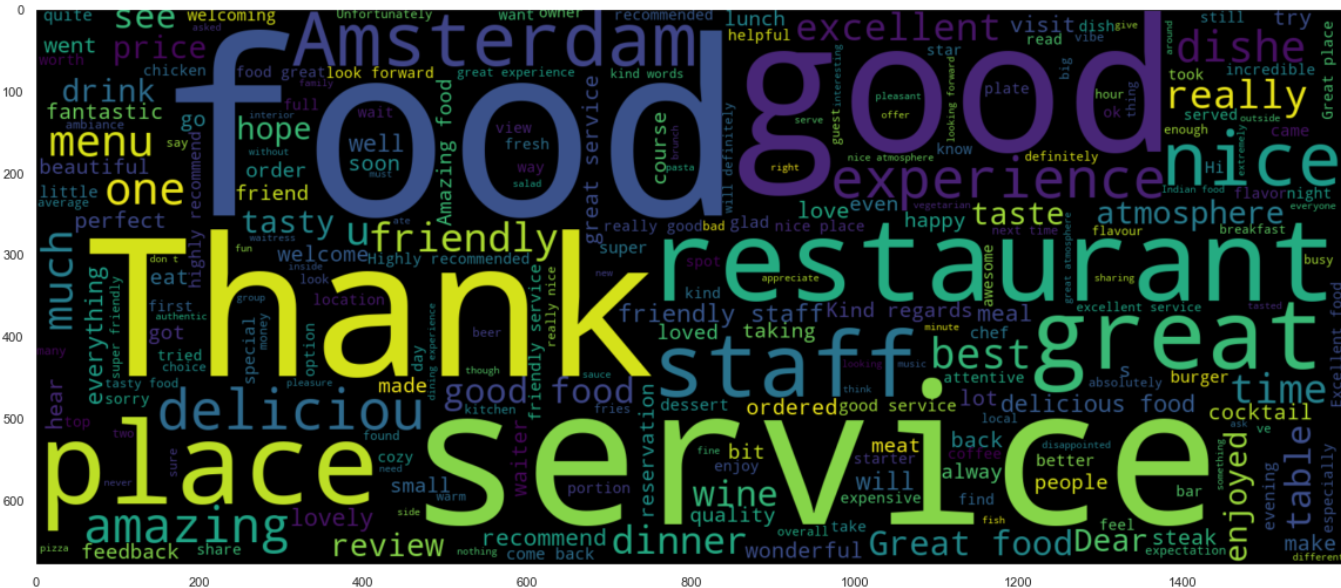 0
100
200
300
400
500
600
0
200
400
600
800
1000
1200
1400
quite see welcoming Unfortunately want owner recommended lunch excellent visit dish give still try
asked helpful read vibe around
went price Amsterdam star dishe Great place
worth chicken food great look forward great experience kind words big took incredible
drink family food good interesting looking forward pleasant plate hour really
fantastic go full wait great service guest offer ok thing served outside
ambiance interior view serve enough came
menu say hope well fresh course brunch know nice
beautiful without soon way Amazing food pasta will definitely nice atmosphere definitely Hi extremely
order must right
little one highly recommend friend salad experience Indian food flavor night
average love even vegetarian everyone
perfect tasty u ate really good bad glad nice place happy taste atmosphere
waitress friendly next time flavour breakfast
much fun welcome Highly recommended super restaurant
don t inside new spot busy
everything eat look appreciate awesome great atmosphere sharing
Thank kind
first group location friendly service really nice excellent service tasted
super friendly authentic beer friendly staff Kind regards meal great Excellent food
many got special money option day dining experience loved taking minute chef
tried though staff looking music best s
choice sauce attentive absolutely
tasty food pleasure made good food think lot burger time
hear sorry deliciou kitchen fries dessert ordered good service local delicious food
top reservation cocktail
two found waiter service meat back disappointed ve ask
place sure cozy need fine bit starter coffee better something table
never small warm portion enjoy will alway people enjoyed evening especially
wine expensive find bar
side quality fish
amazing lovely overall take feel
recommend dinner Great food Dear steak
pizza feedback share review nothing come back wonderful expectation make
different